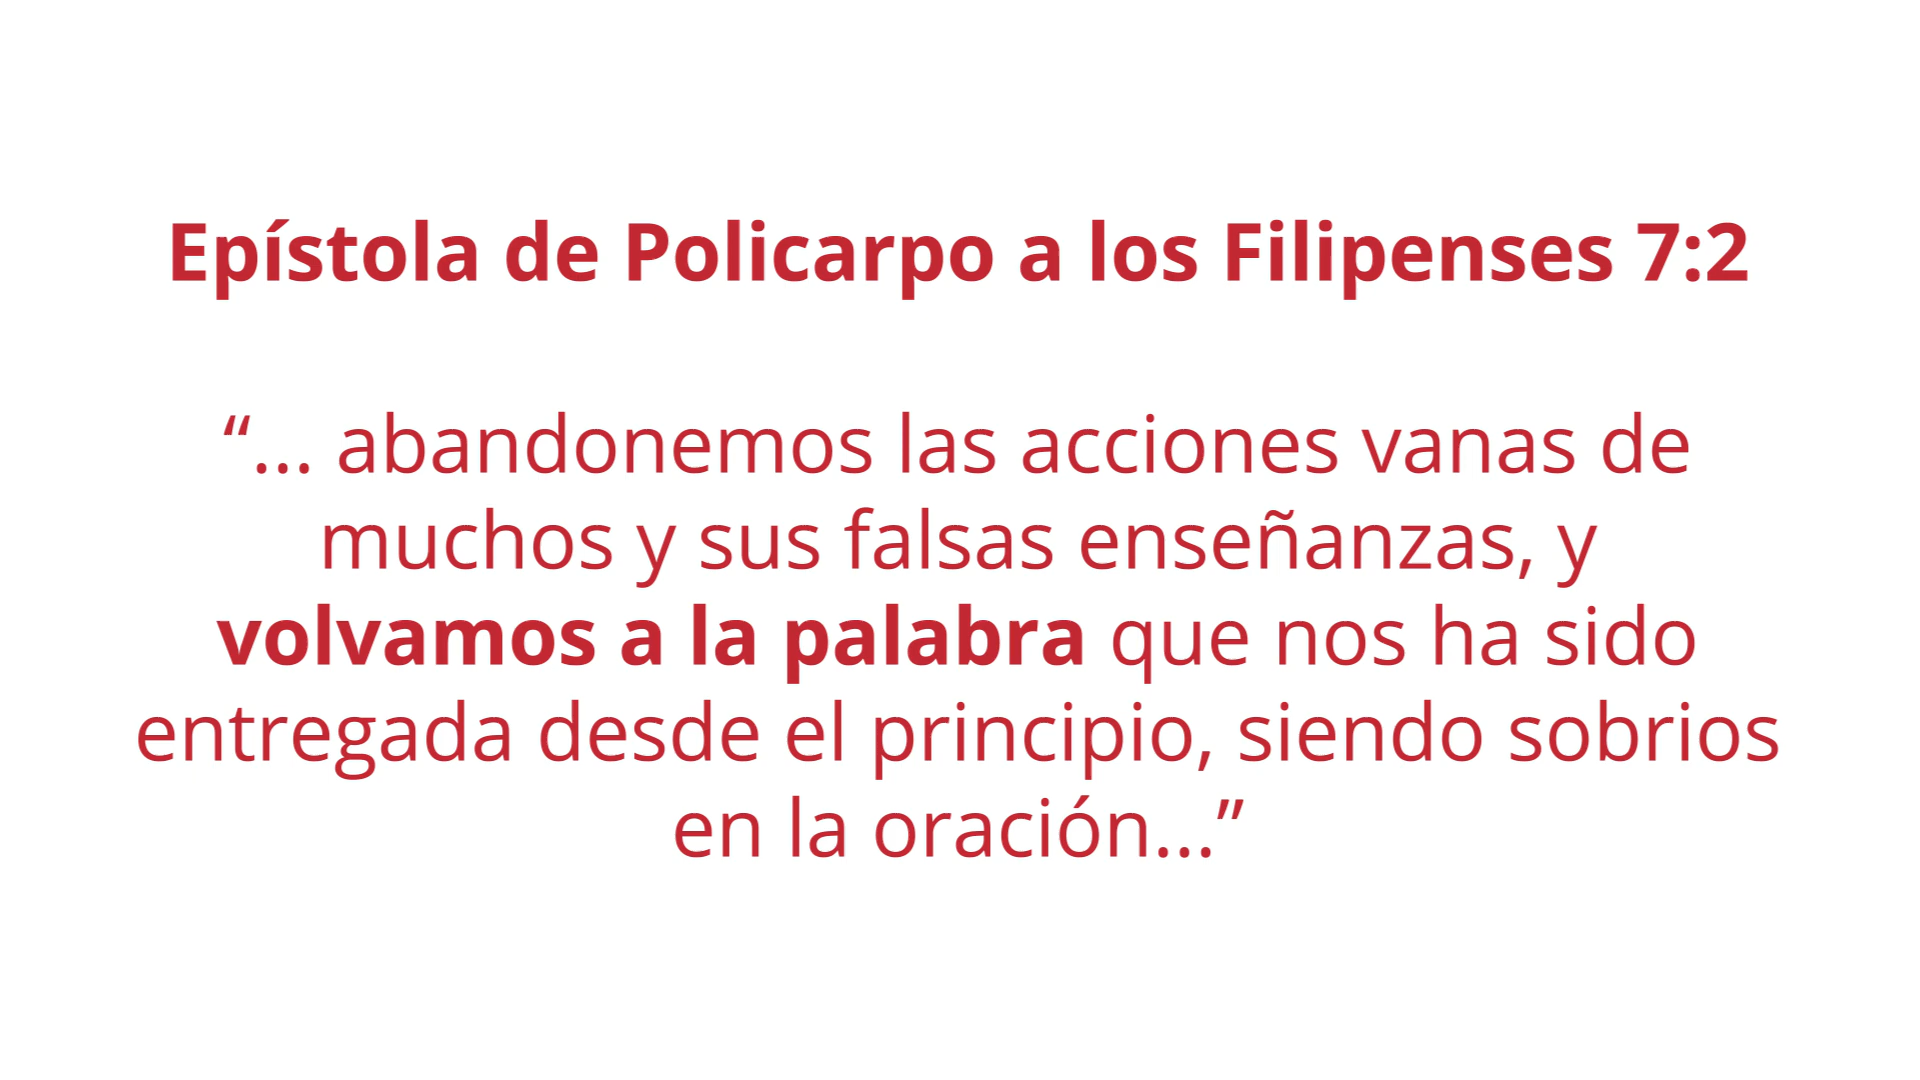 Epístola de Policarpo a los Filipenses 7:2
“... abandonemos las acciones vanas de
muchos y sus falsas enseñanzas, y
volvamos a la palabra que nos ha sido
entregada desde el principio, siendo sobrios
en la oración...”